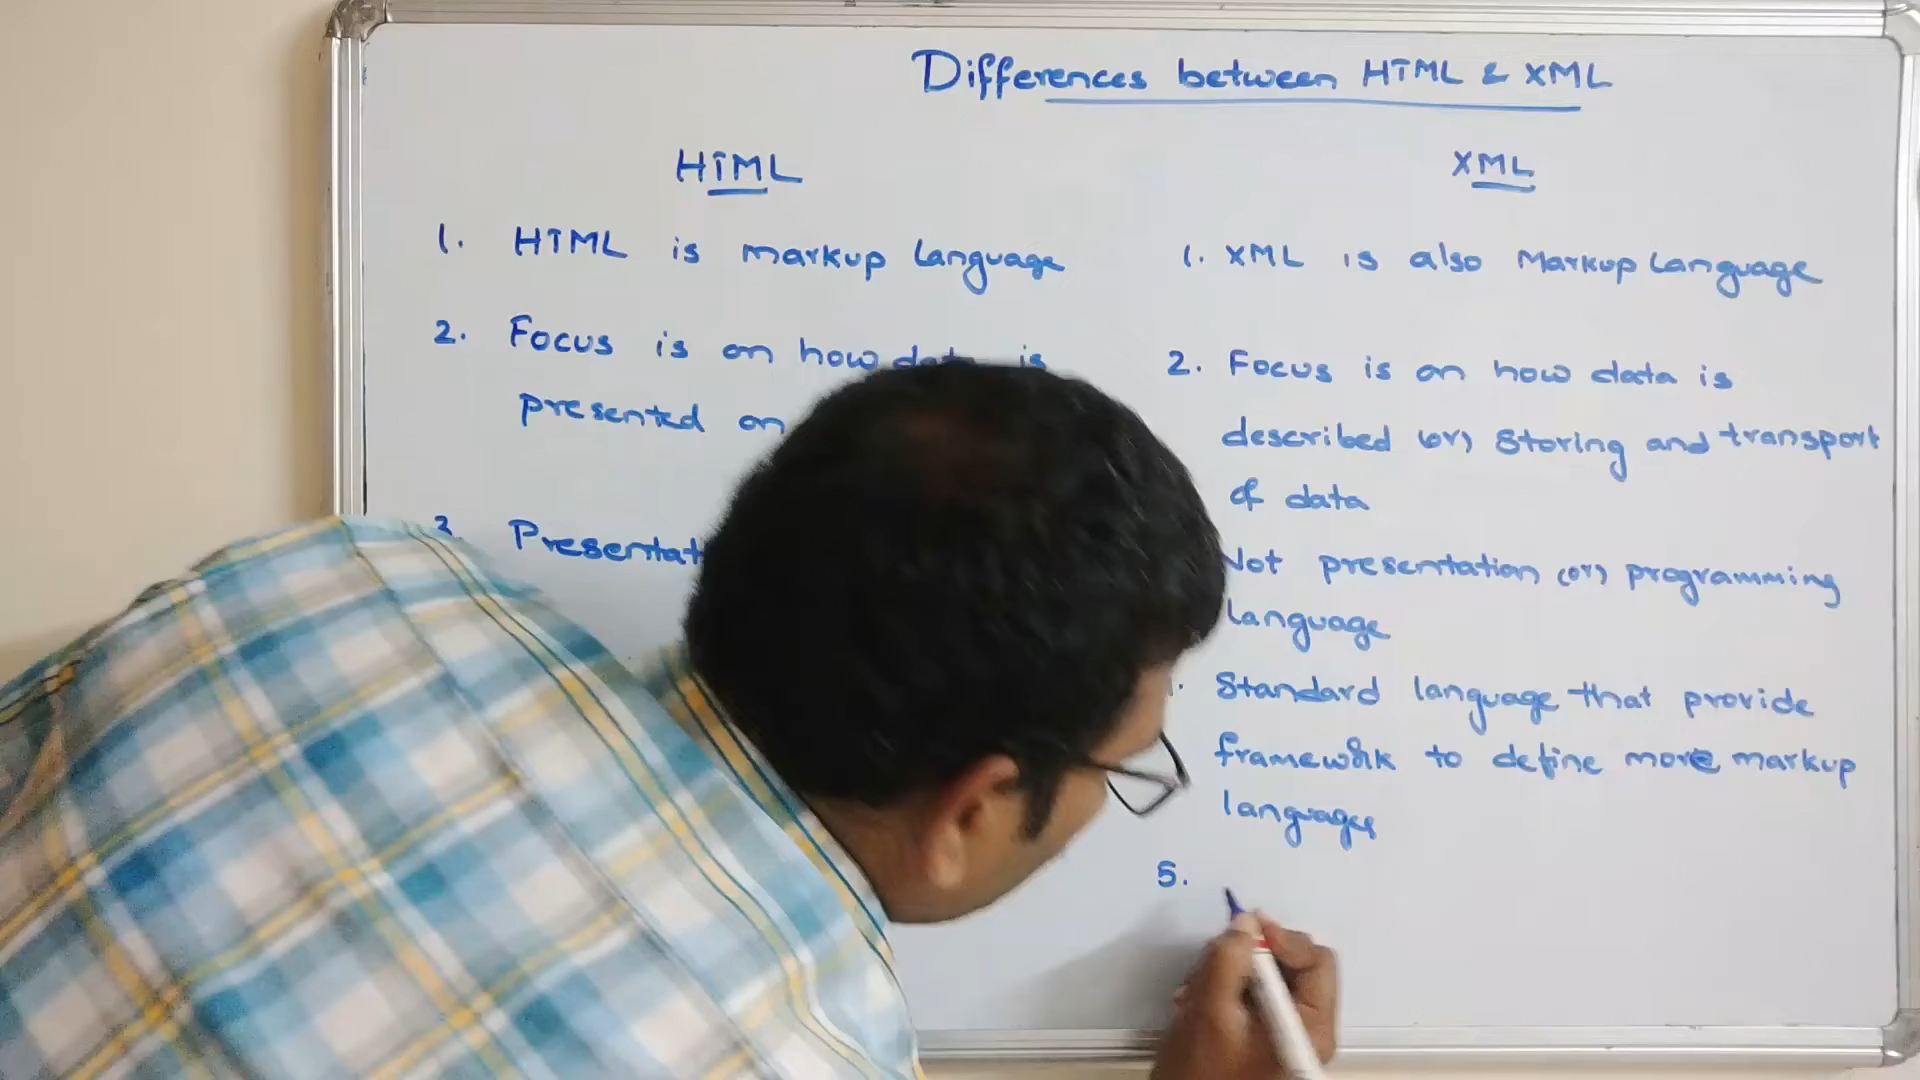 Differences between HTML & XML
HTML
1. HTML is markup language
2. Focus is on how data is
presented on
3.
XML
1. XML is also Markup Language
2. Focus is on how data is
described (or) Storing and transport
of data
Not presentation (or) programming
language
Standard language that provide
framework to define more markup
languages
5.